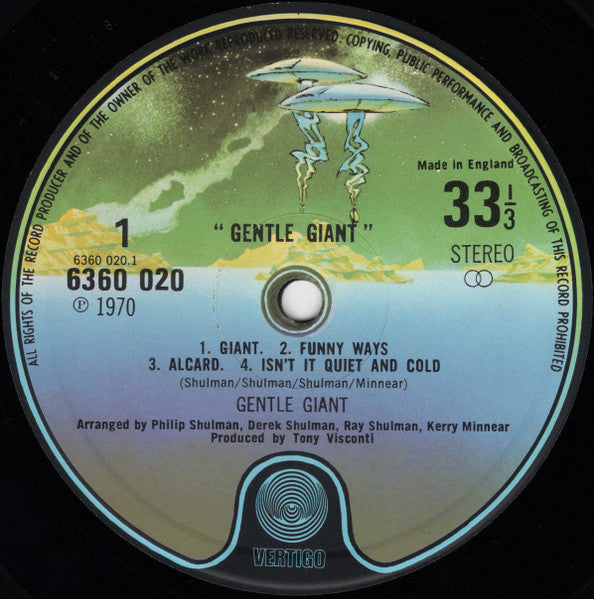 ALL RIGHTS OF THE RECORD PRODUCER AND OF THE OWNER OF THE WORK REPRODUCED RESERVED. COPYING, PUBLIC PERFORMANCE AND BROADCASTING OF THIS RECORD PROHIBITED
Made in England
33 1/3
1
"GENTLE GIANT"
6360 020.1
STEREO
6360 020
Ⓟ 1970
1. GIANT. 2. FUNNY WAYS
3. ALCARD. 4. ISN'T IT QUIET AND COLD
(Shulman/Shulman/Shulman/Minnear)
GENTLE GIANT
Arranged by Philip Shulman, Derek Shulman, Ray Shulman, Kerry Minnear
Produced by Tony Visconti
VERTIGO